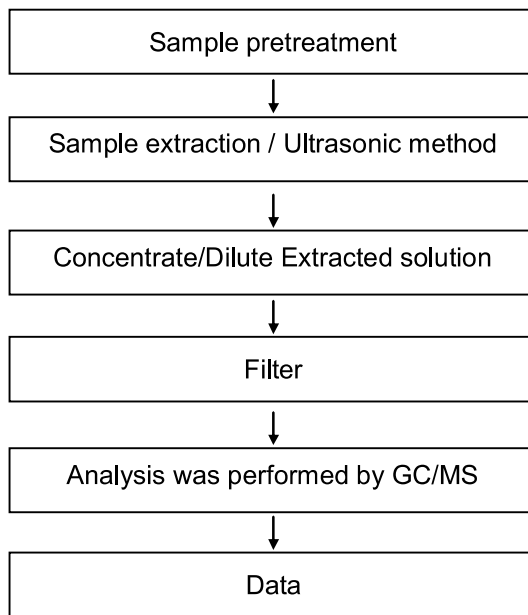 Sample pretreatment
Sample extraction / Ultrasonic method
Concentrate/Dilute Extracted solution
Filter
Analysis was performed by GC/MS
Data